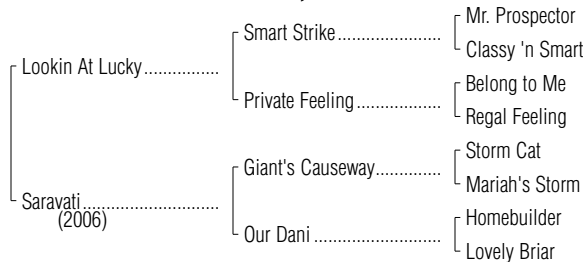 Mr. Prospector
Smart Strike..................
Classy 'n Smart
Lookin At Lucky................
Belong to Me
Private Feeling...................
Regal Feeling
Storm Cat
Giant's Causeway..............
Mariah's Storm
Saravati.............................
(2006)
Homebuilder
Our Dani ............................
Lovely Briar